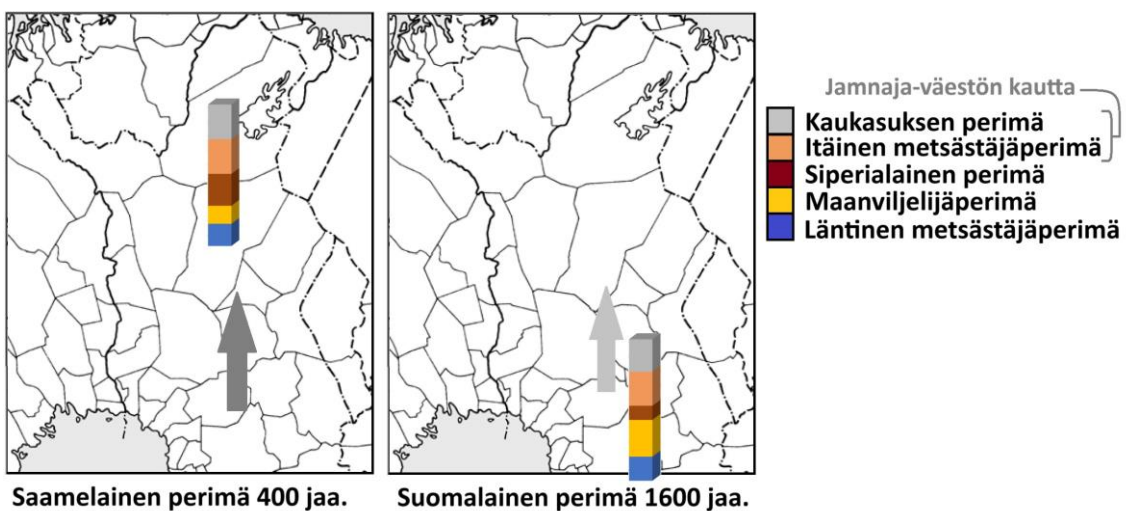 Jamnaja-väestön kautta
Kaukasuksen perimä
Itäinen metsästäjäperimä
Siperialainen perimä
Maanviljelijäperimä
Läntinen metsästäjäperimä
Saamelainen perimä 400 jaa.
Suomalainen perimä 1600 jaa.